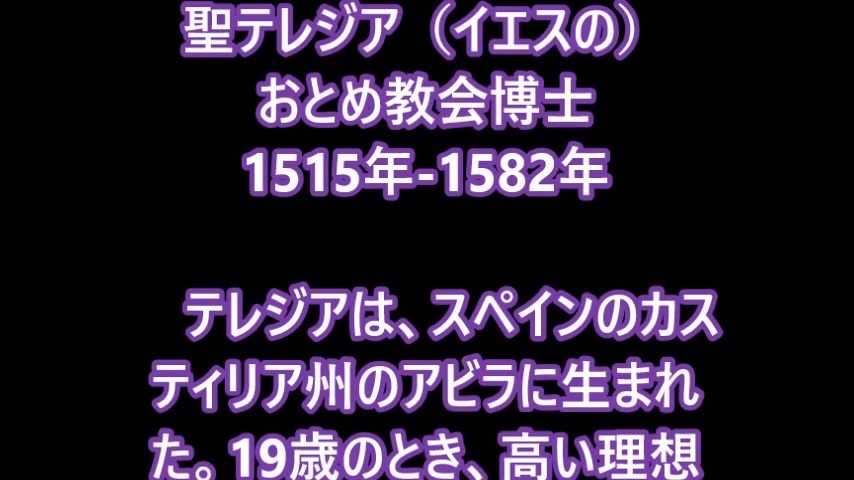 聖テレジア（イエスの）
おとめ教会博士
1515年-1582年
テレジアは、スペインのカス
ティリア州のアビラに生まれ
た。19歳のとき、高い理想